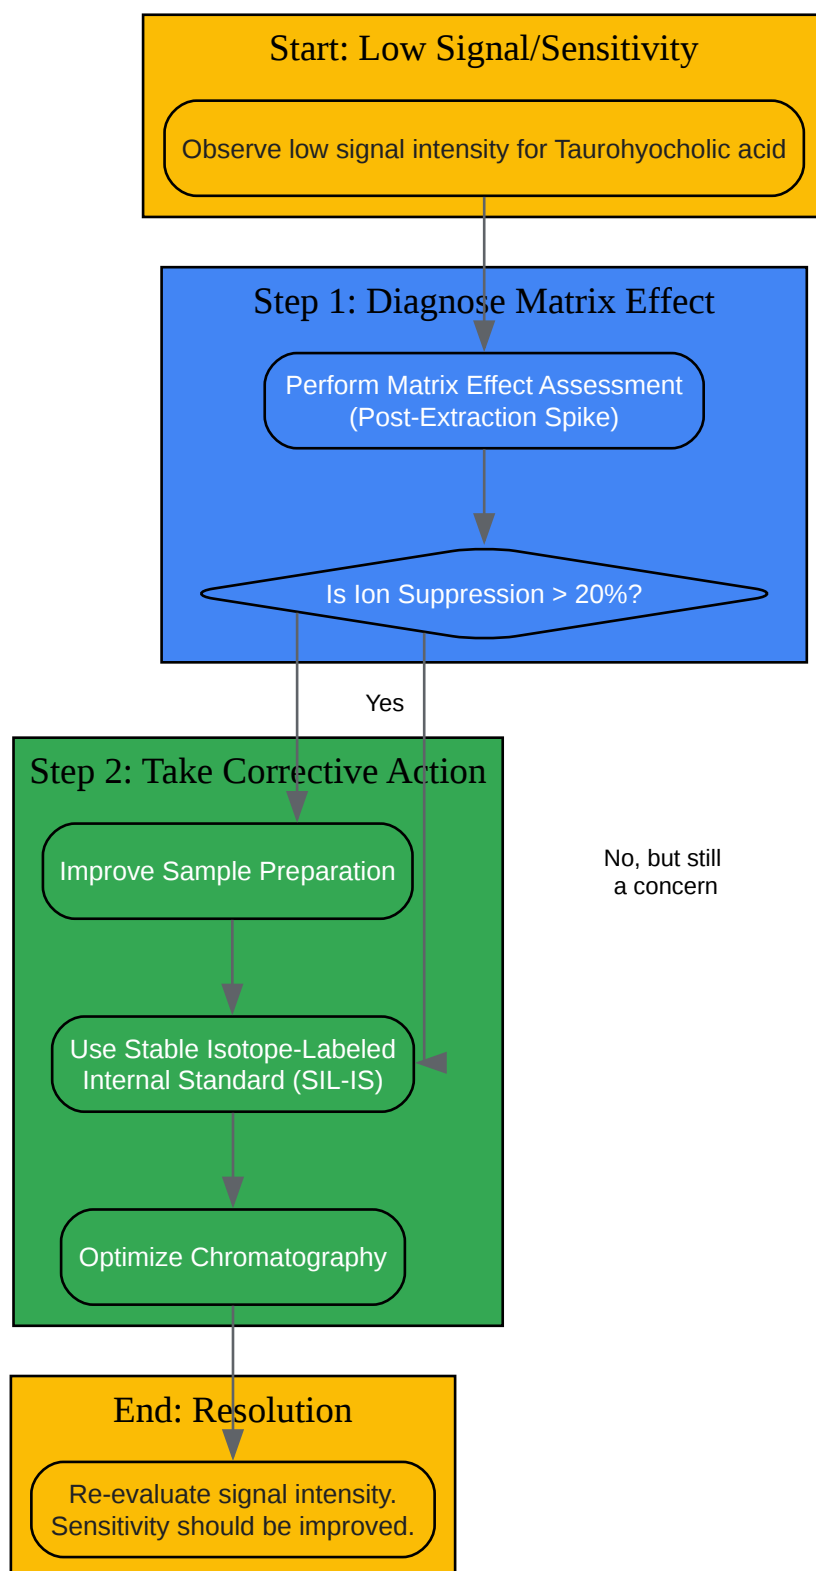 Start: Low Signal/Sensitivity
Observe low signal intensity for Taurohyocholic acid
Step 1: Diagnose Matrix Effect
Perform Matrix Effect Assessment
(Post-Extraction Spike)
Is Ion Suppression > 20%?
Yes
Step 2: Take Corrective Action
Improve Sample Preparation
No, but still
a concern
Use Stable Isotope-Labeled
Internal Standard (SIL-IS)
Optimize Chromatography
End: Resolution
Re-evaluate signal intensity.
Sensitivity should be improved.